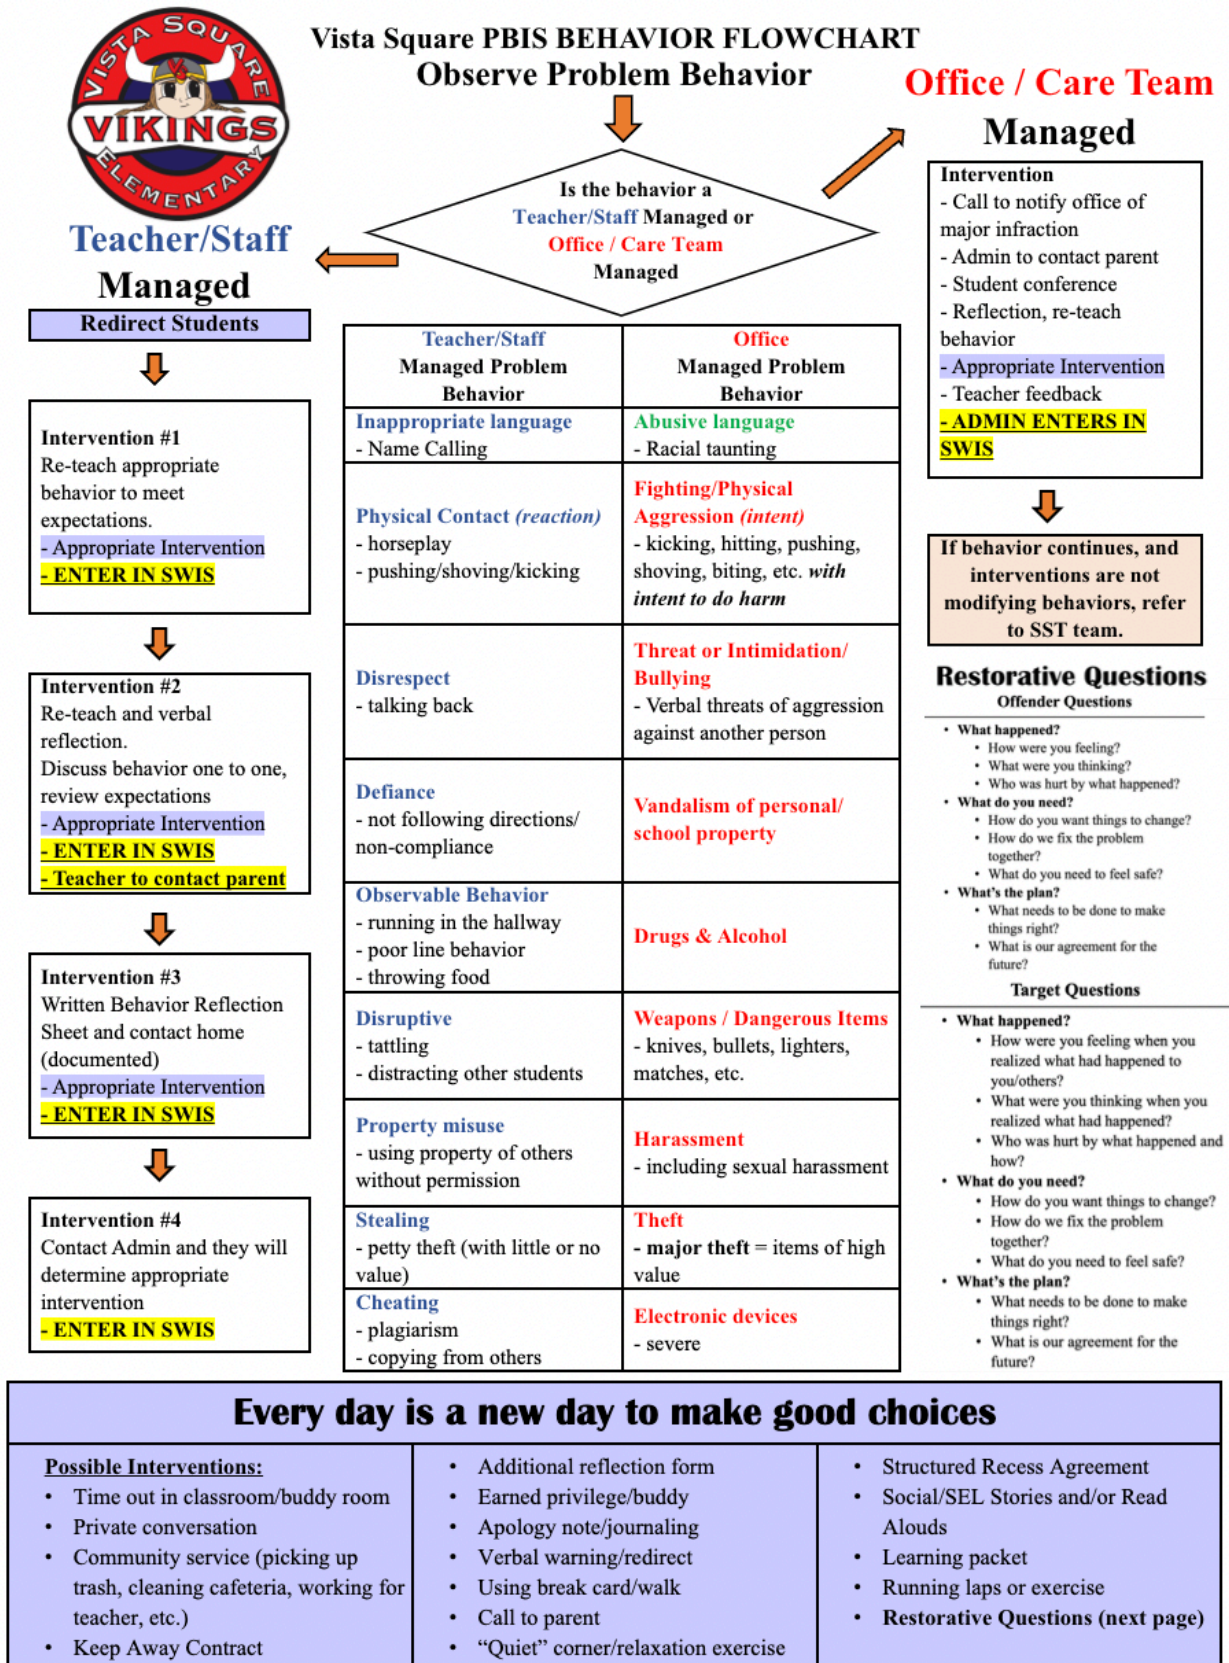 VISTA SQUARE
VS
VIKINGS
ELEMENTARY
Vista Square PBIS BEHAVIOR FLOWCHART
Observe Problem Behavior
Is the behavior a
Teacher/Staff Managed or
Office / Care Team
Managed
Teacher/Staff
Managed
Redirect Students
Intervention #1
Re-teach appropriate
behavior to meet
expectations.
- Appropriate Intervention
- ENTER IN SWIS
Intervention #2
Re-teach and verbal
reflection.
Discuss behavior one to one,
review expectations
- Appropriate Intervention
- ENTER IN SWIS
- Teacher to contact parent
Intervention #3
Written Behavior Reflection
Sheet and contact home
(documented)
- Appropriate Intervention
- ENTER IN SWIS
Intervention #4
Contact Admin and they will
determine appropriate
intervention
- ENTER IN SWIS
Teacher/Staff
Managed Problem
Behavior
Office
Managed Problem
Behavior
Inappropriate language
- Name Calling
Abusive language
- Racial taunting
Physical Contact (reaction)
- horseplay
- pushing/shoving/kicking
Fighting/Physical
Aggression (intent)
- kicking, hitting, pushing,
shoving, biting, etc. with
intent to do harm
Disrespect
- talking back
Threat or Intimidation/
Bullying
- Verbal threats of aggression
against another person
Defiance
- not following directions/
non-compliance
Vandalism of personal/
school property
Observable Behavior
- running in the hallway
- poor line behavior
- throwing food
Drugs & Alcohol
Disruptive
- tattling
- distracting other students
Weapons / Dangerous Items
- knives, bullets, lighters,
matches, etc.
Property misuse
- using property of others
without permission
Harassment
- including sexual harassment
Stealing
- petty theft (with little or no
value)
Theft
- major theft = items of high
value
Cheating
- plagiarism
- copying from others
Electronic devices
- severe
Office / Care Team
Managed
Intervention
- Call to notify office of
major infraction
- Admin to contact parent
- Student conference
- Reflection, re-teach
behavior
- Appropriate Intervention
- Teacher feedback
- ADMIN ENTERS IN
SWIS
If behavior continues, and
interventions are not
modifying behaviors, refer
to SST team.
Restorative Questions
Offender Questions
• What happened?
• How were you feeling?
• What were you thinking?
• Who was hurt by what happened?
• What do you need?
• How do you want things to change?
• How do we fix the problem
together?
• What do you need to feel safe?
• What's the plan?
• What needs to be done to make
things right?
• What is our agreement for the
future?
Target Questions
• What happened?
• How were you feeling when you
realized what had happened to
you/others?
• What were you thinking when you
realized what had happened?
• Who was hurt by what happened and
how?
• What do you need?
• How do you want things to change?
• How do we fix the problem
together?
• What do you need to feel safe?
• What's the plan?
• What needs to be done to make
things right?
• What is our agreement for the
future?
Every day is a new day to make good choices
Possible Interventions:
• Time out in classroom/buddy room
• Private conversation
• Community service (picking up
trash, cleaning cafeteria, working for
teacher, etc.)
• Keep Away Contract
• Additional reflection form
• Earned privilege/buddy
• Apology note/journaling
• Verbal warning/redirect
• Using break card/walk
• Call to parent
• “Quiet” corner/relaxation exercise
• Structured Recess Agreement
• Social/SEL Stories and/or Read
Alouds
• Learning packet
• Running laps or exercise
• Restorative Questions (next page)